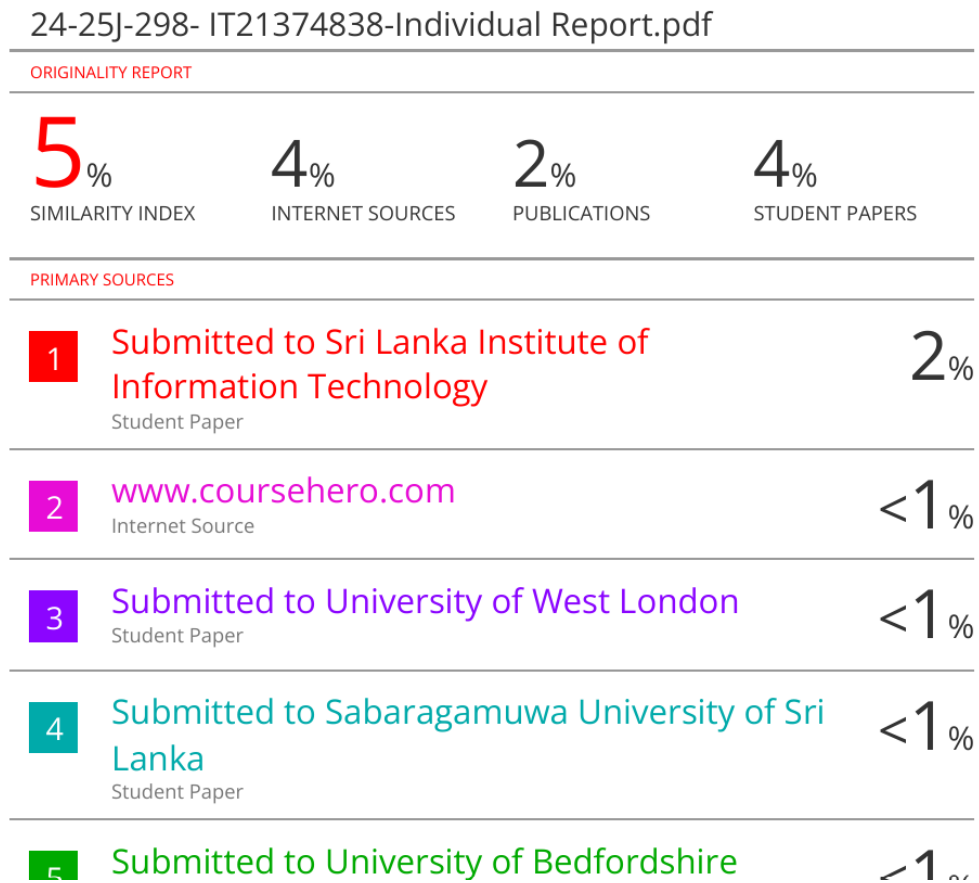 24-25J-298- IT21374838-Individual Report.pdf
ORIGINALITY REPORT
5% 4% 2% 4%
SIMILARITY INDEX INTERNET SOURCES PUBLICATIONS STUDENT PAPERS
PRIMARY SOURCES
1 Submitted to Sri Lanka Institute of 2%
Information Technology
Student Paper
2 www.coursehero.com <1%
Internet Source
3 Submitted to University of West London <1%
Student Paper
4 Submitted to Sabaragamuwa University of Sri <1%
Lanka
Student Paper
5 Submitted to University of Bedfordshire <1%